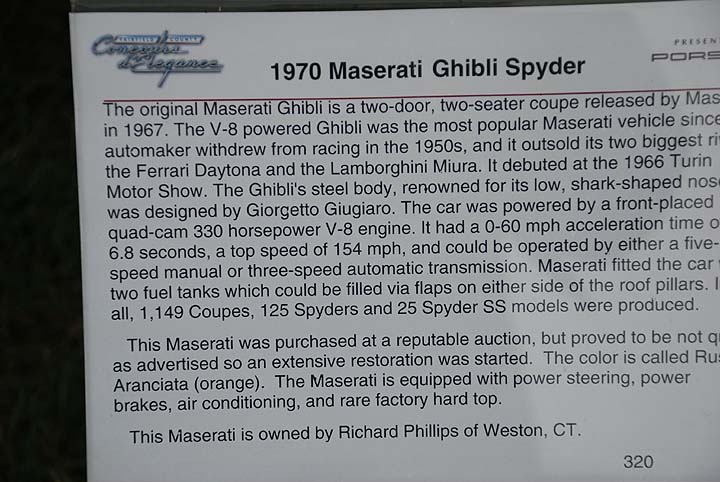 FAIRFIELD COUNTY
Concours
d'Elegance
1970 Maserati Ghibli Spyder
The original Maserati Ghibli is a two-door, two-seater coupe released by
in 1967. The V-8 powered Ghibli was the most popular Maserati vehicle since
automaker withdrew from racing in the 1950s, and it outsold its two biggest
the Ferrari Daytona and the Lamborghini Miura. It debuted at the 1966 Turin
Motor Show. The Ghibli's steel body, renowned for its low, shark-shaped nose
was designed by Giorgetto Giugiaro. The car was powered by a front-placed
quad-cam 330 horsepower V-8 engine. It had a 0-60 mph acceleration time
6.8 seconds, a top speed of 154 mph, and could be operated by either a five-
speed manual or three-speed automatic transmission. Maserati fitted the car
two fuel tanks which could be filled via flaps on either side of the roof pillars.
all, 1,149 Coupes, 125 Spyders and 25 Spyder SS models were produced.
This Maserati was purchased at a reputable auction, but proved to be not
as advertised so an extensive restoration was started. The color is called
Aranciata (orange). The Maserati is equipped with power steering, power
brakes, air conditioning, and rare factory hard top.
This Maserati is owned by Richard Phillips of Weston, CT.
320